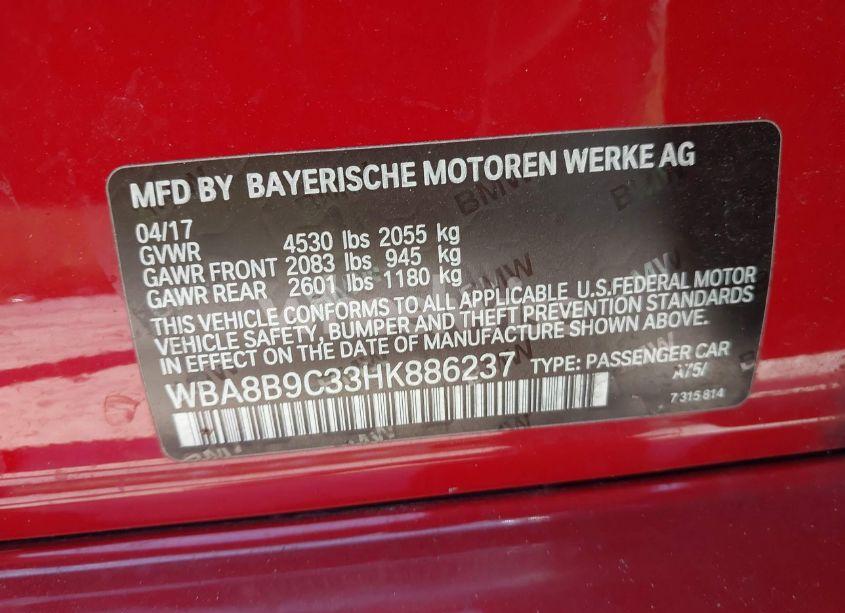 MFD BY BAYERISCHE MOTOREN WERKE AG
04/17
GVWR 4530 lbs 2055 kg
GAWR FRONT 2083 lbs 945 kg
GAWR REAR 2601 lbs 1180 kg
THIS VEHICLE CONFORMS TO ALL APPLICABLE U.S.FEDERAL MOTOR
VEHICLE SAFETY, BUMPER AND THEFT PREVENTION STANDARDS
IN EFFECT ON THE DATE OF MANUFACTURE SHOWN ABOVE.
WBA8B9C33HK886237 TYPE: PASSENGER CAR
A75/
7 315 814